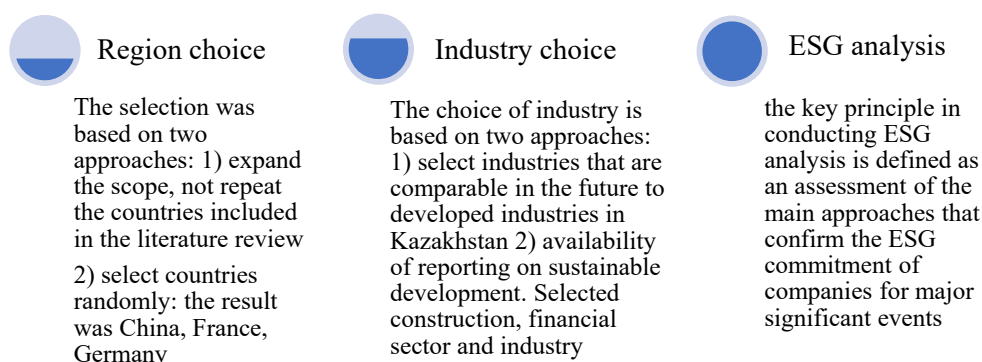 Region choice
The selection was
based on two
approaches: 1) expand
the scope, not repeat
the countries included
in the literature review
2) select countries
randomly: the result
was China, France,
Germany
Industry choice
The choice of industry is
based on two approaches:
1) select industries that are
comparable in the future to
developed industries in
Kazakhstan 2) availability
of reporting on sustainable
development. Selected
construction, financial
sector and industry
ESG analysis
the key principle in
conducting ESG
analysis is defined as
an assessment of the
main approaches that
confirm the ESG
commitment of
companies for major
significant events